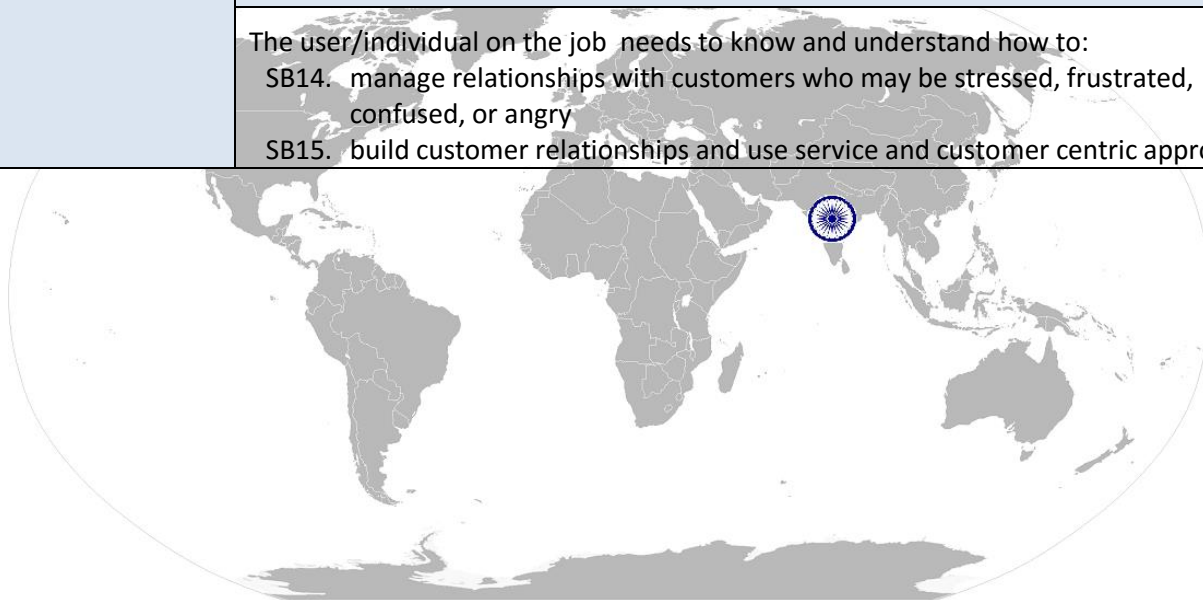 The user/individual on the job needs to know and understand how to:
SB14. manage relationships with customers who may be stressed, frustrated,
confused, or angry
SB15. build customer relationships and use service and customer centric